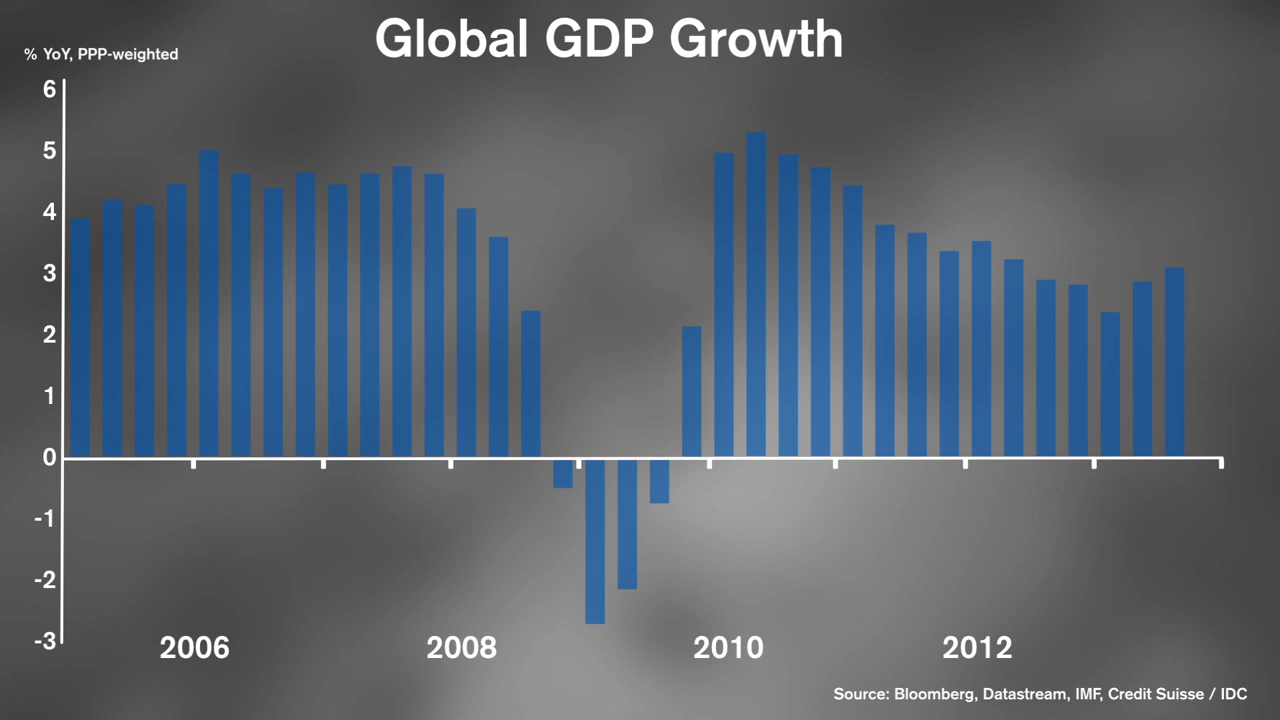 Global GDP Growth
% YoY, PPP-weighted
6
5
4
3
2
1
0
-1
-2
-3
2006 2008 2010 2012
Source: Bloomberg, Datastream, IMF, Credit Suisse / IDC